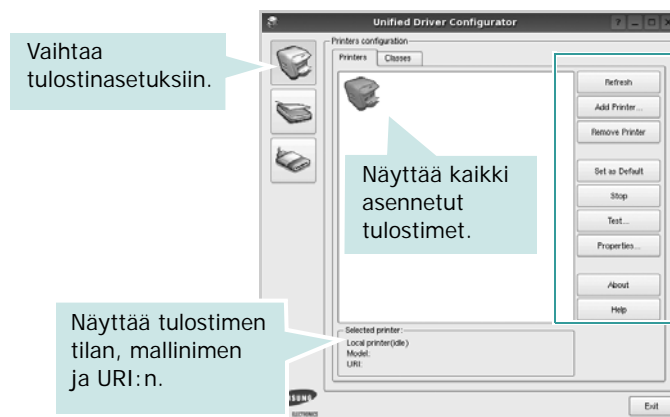 Unified Driver Configurator
Vaihtaa
tulostinasetuksiin.
Printers configuration
Printers
Classes
Refresh
Add Printer...
Remove Printer
Set as Default
Stop
Test...
Properties...
About
Help
Näyttää kaikki
asennetut
tulostimet.
Näyttää tulostimen
tilan, mallinimen
ja URI:n.
Selected printer:
Local printer(idle)
Model:
URI:
ELECTRONICS
Exit